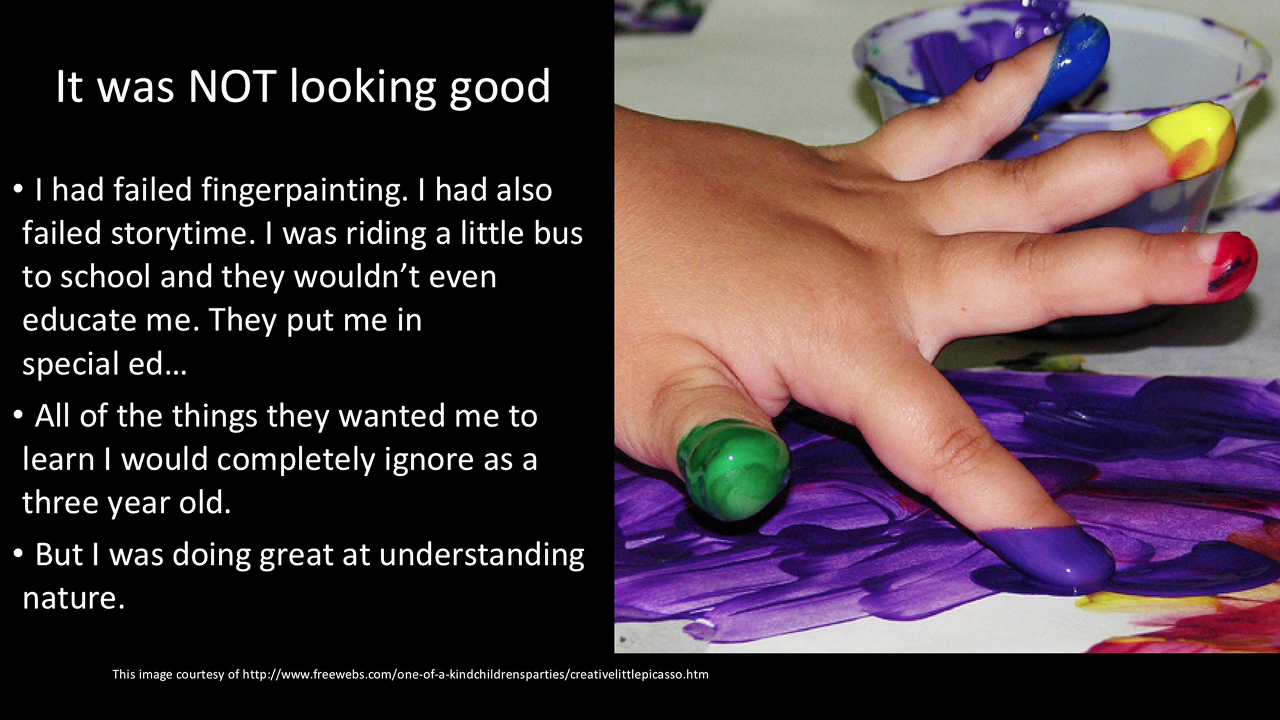 It was NOT looking good
• I had failed fingerpainting. I had also
failed storytime. I was riding a little bus
to school and they wouldn’t even
educate me. They put me in
special ed…
• All of the things they wanted me to
learn I would completely ignore as a
three year old.
• But I was doing great at understanding
nature.
This image courtesy of http://www.freewebs.com/one-of-a-kindchildrensparties/creativelittlepicasso.htm